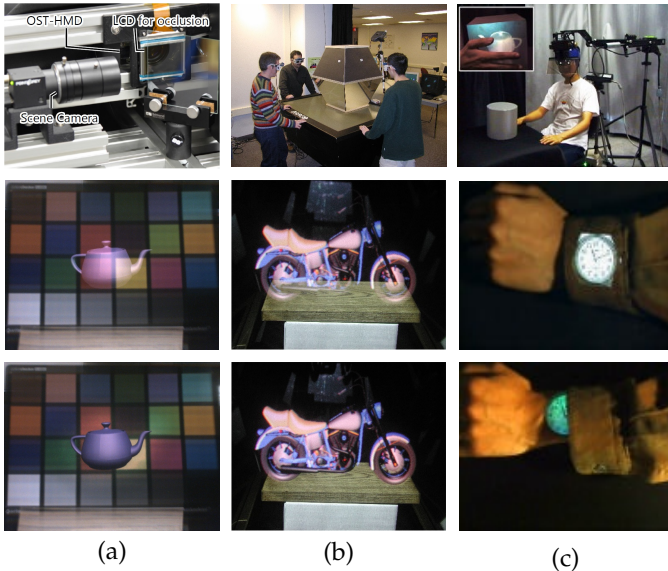 OST-HMD
LCD for occlusion
Scene Camera
(a)
(b)
(c)